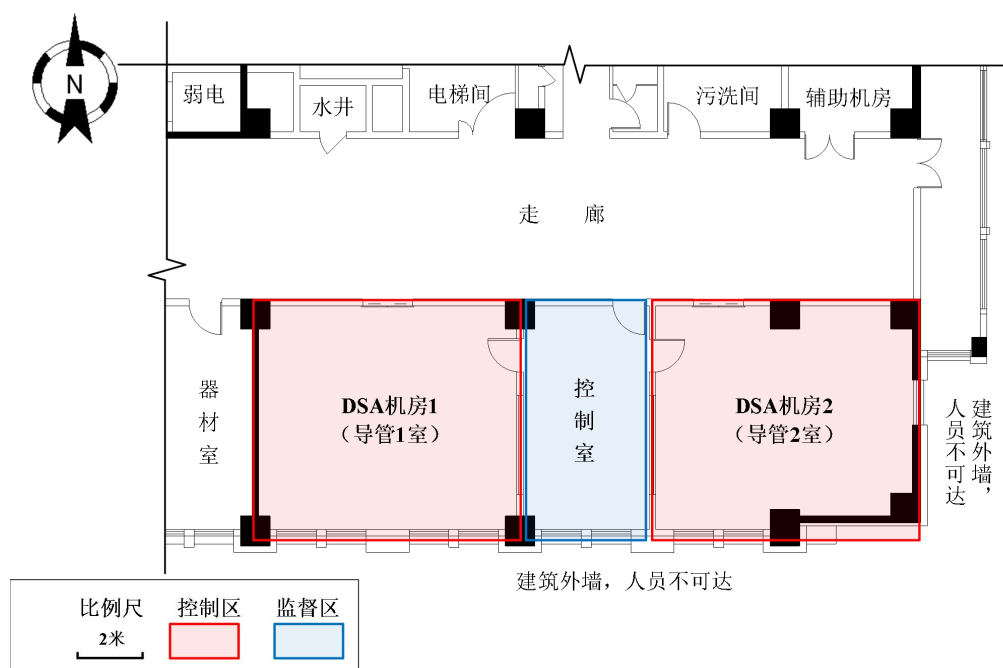 N
弱电
水井
电梯间
污洗间
辅助机房
走 廊
器材室
DSA机房1
（导管1室）
控制室
DSA机房2
（导管2室）
建筑外墙，
人员不可达
建筑外墙，人员不可达
比例尺
2米
控制区
监督区